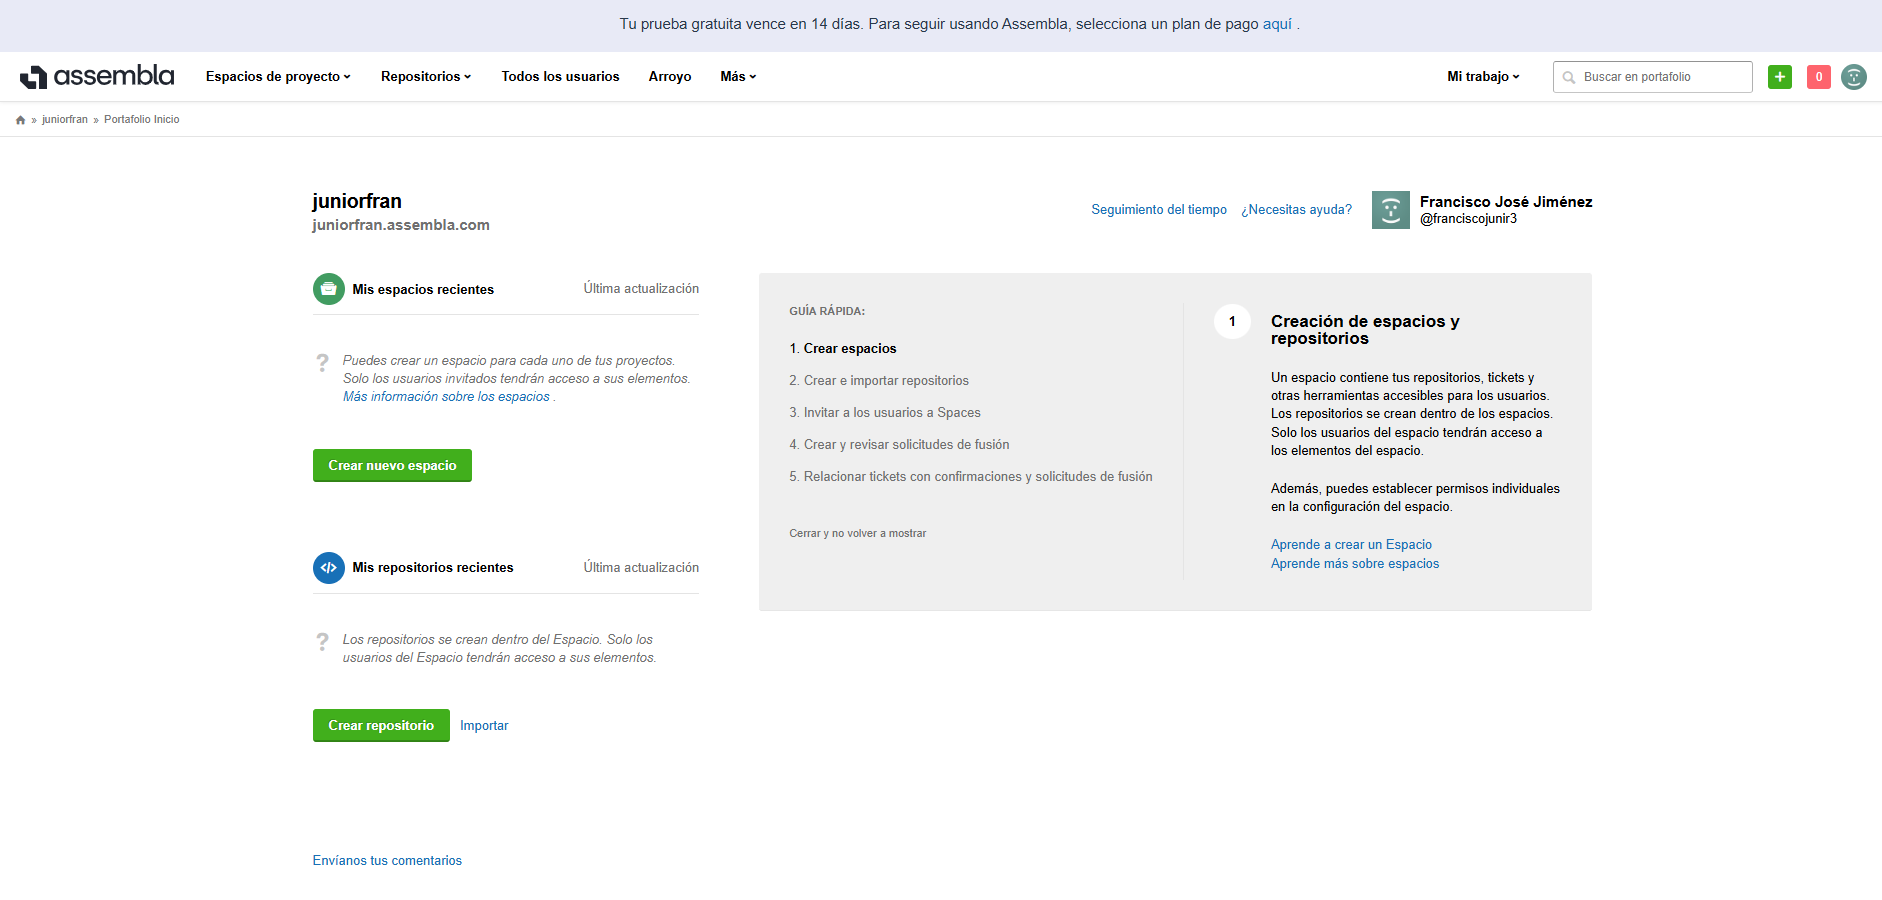 Tu prueba gratuita vence en 14 días. Para seguir usando Assembla, selecciona un plan de pago aquí .
assembla
Espacios de proyecto
Repositorios
Todos los usuarios
Arroyo
Más
Mi trabajo
Buscar en portafolio
+
0
» juniorfran » Portafolio Inicio
juniorfran
juniorfran.assembla.com
Seguimiento del tiempo
¿Necesitas ayuda?
Francisco José Jiménez
@franciscojunir3
Mis espacios recientes
Última actualización
?
Puedes crear un espacio para cada uno de tus proyectos.
Solo los usuarios invitados tendrán acceso a sus elementos.
Más información sobre los espacios .
Crear nuevo espacio
Mis repositorios recientes
Última actualización
?
Los repositorios se crean dentro del Espacio. Solo los
usuarios del Espacio tendrán acceso a sus elementos.
Crear repositorio
Importar
GUÍA RÁPIDA:
1. Crear espacios
2. Crear e importar repositorios
3. Invitar a los usuarios a Spaces
4. Crear y revisar solicitudes de fusión
5. Relacionar tickets con confirmaciones y solicitudes de fusión
Cerrar y no volver a mostrar
1
Creación de espacios y
repositorios
Un espacio contiene tus repositorios, tickets y
otras herramientas accesibles para los usuarios.
Los repositorios se crean dentro de los espacios.
Solo los usuarios del espacio tendrán acceso a
los elementos del espacio.
Además, puedes establecer permisos individuales
en la configuración del espacio.
Aprende a crear un Espacio
Aprende más sobre espacios
Envíanos tus comentarios